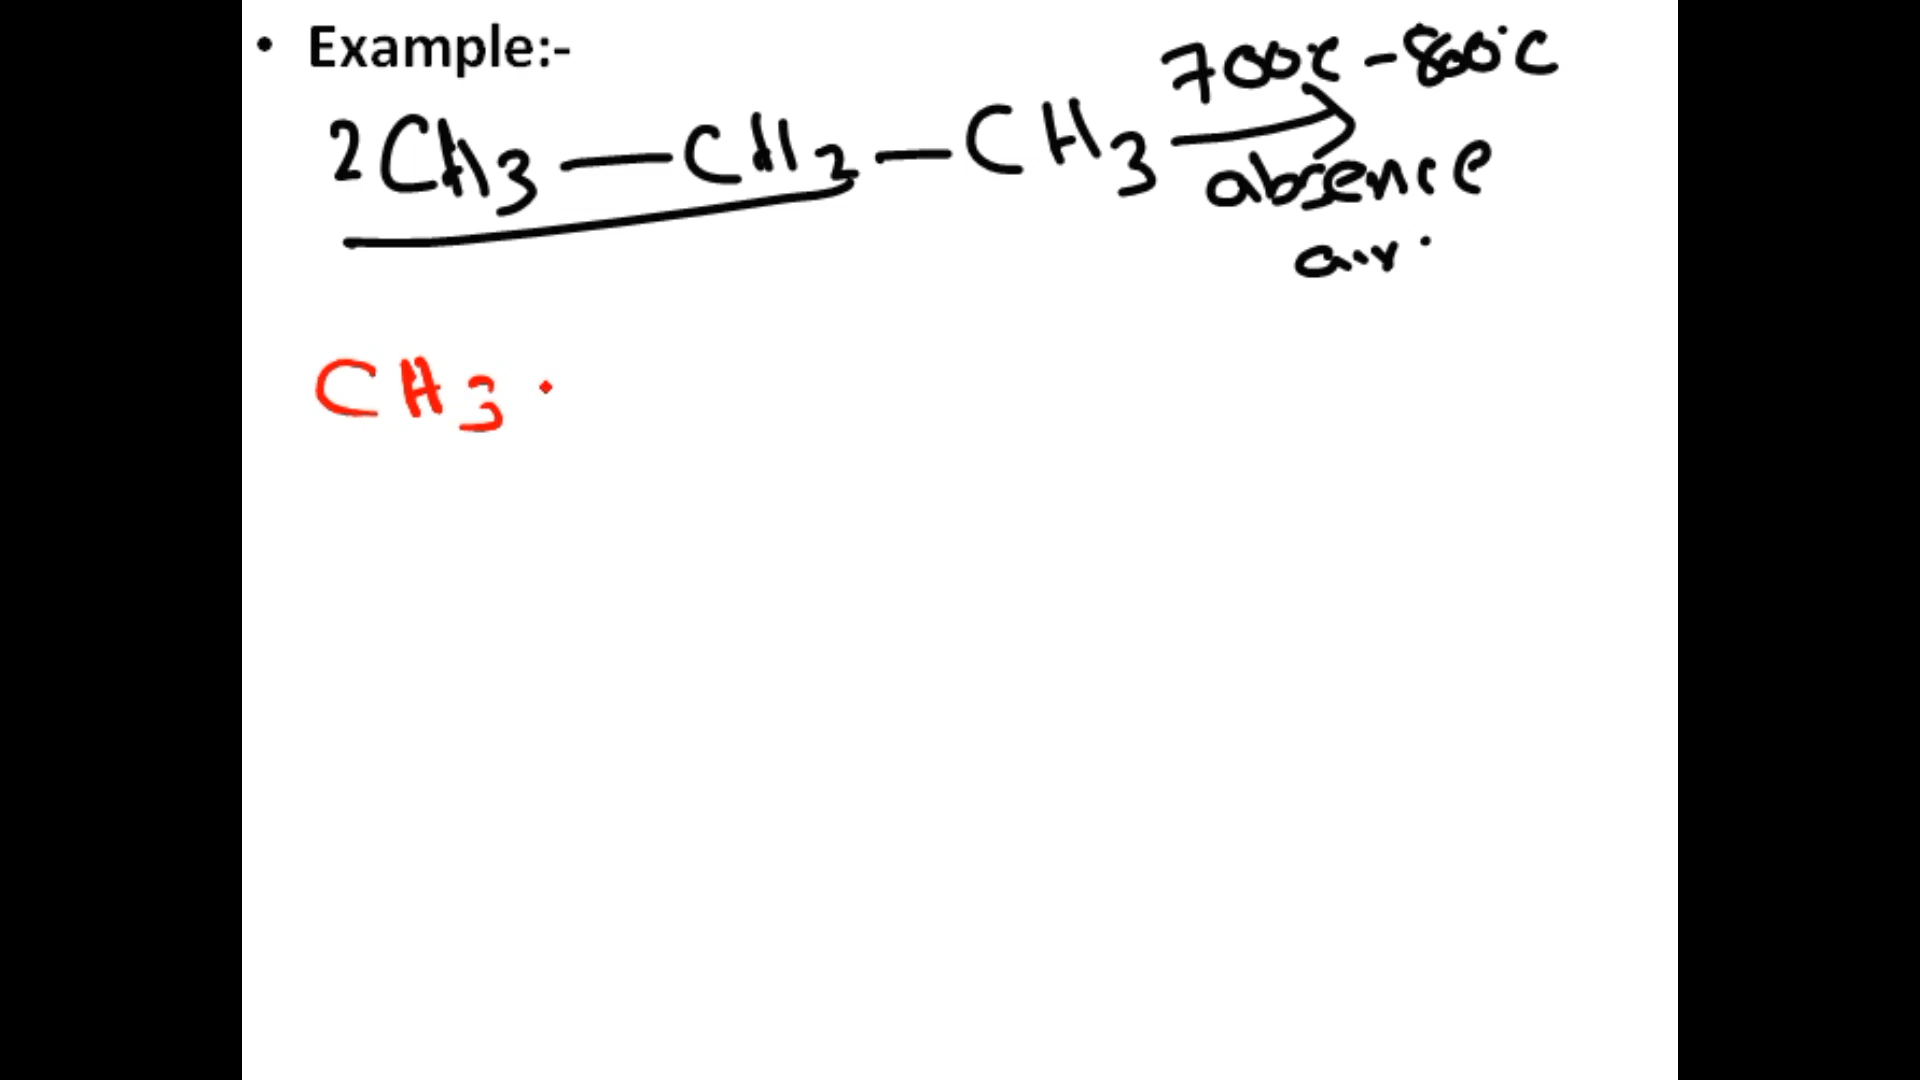 • Example:-
700°C - 800°C
2CH3 — CH2 — CH3 →
absence
air.
CH3 ·